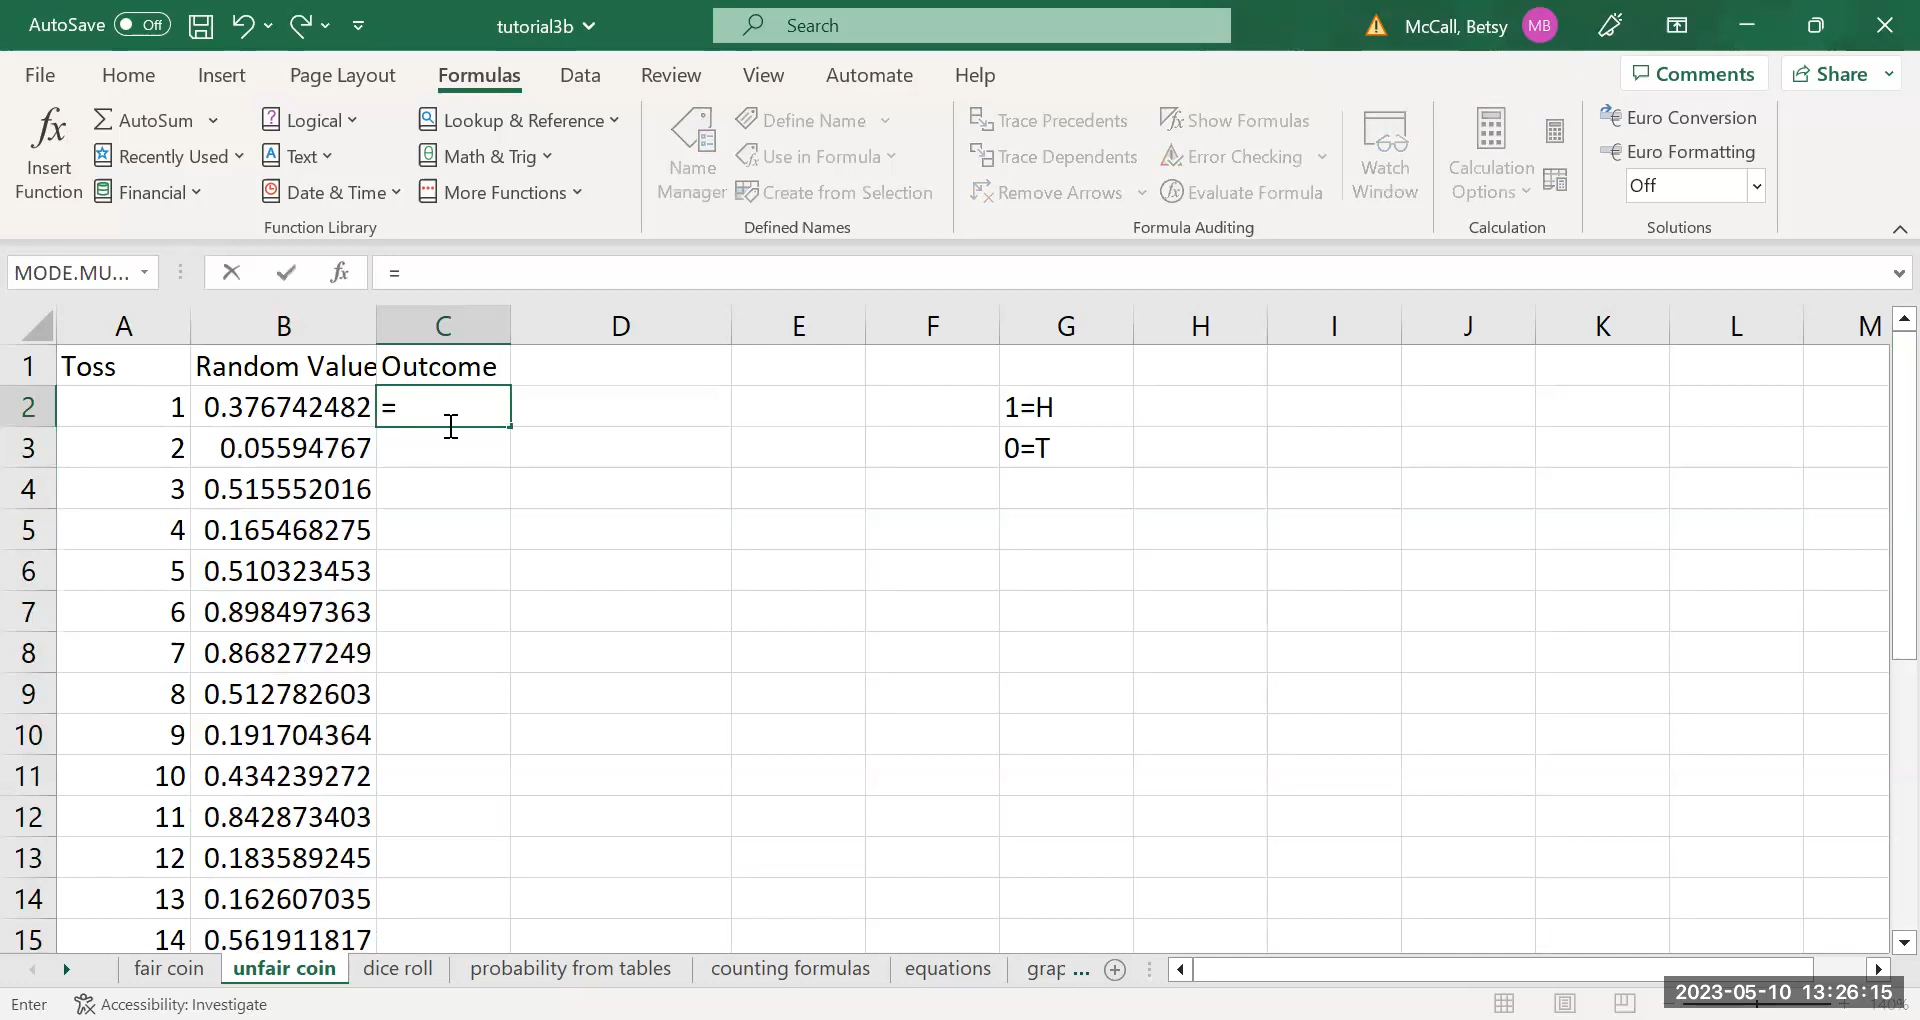 AutoSave Off tutorial3b Search McCall, Betsy MB
File Home Insert Page Layout Formulas Data Review View Automate Help Comments Share
fx Insert Function
AutoSum
Recently Used
Financial
Logical
Text
Date & Time
Lookup & Reference
Math & Trig
More Functions
Function Library
Name Manager
Define Name
Use in Formula
Create from Selection
Defined Names
Trace Precedents
Trace Dependents
Remove Arrows
Show Formulas
Error Checking
Evaluate Formula
Watch Window
Formula Auditing
Calculation Options
Calculation
Euro Conversion
Euro Formatting
Off
Solutions
MODE.MU... fx =
A B C D E F G H I J K L M
1 Toss Random Value Outcome
2 1 0.376742482 = 1=H
3 2 0.05594767 0=T
4 3 0.515552016
5 4 0.165468275
6 5 0.510323453
7 6 0.898497363
8 7 0.868277249
9 8 0.512782603
10 9 0.191704364
11 10 0.434239272
12 11 0.842873403
13 12 0.183589245
14 13 0.162607035
15 14 0.561911817
fair coin unfair coin dice roll probability from tables counting formulas equations grap ...
Enter Accessibility: Investigate 2023-05-10 13:26:15